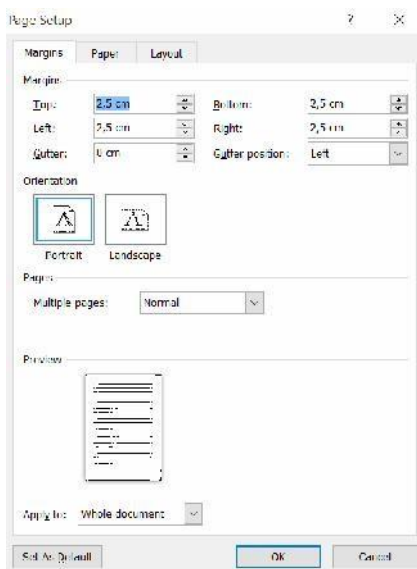 Page Setup ? ×
Margins Paper Layout
Margins
Top: 2,5 cm Bottom: 2,5 cm
Left: 2,5 cm Right: 2,5 cm
Gutter: 0 cm Gutter position: Left
Orientation
Portrait Landscape
Pages
Multiple pages: Normal
Preview
Apply to: Whole document
Set As Default OK Cancel